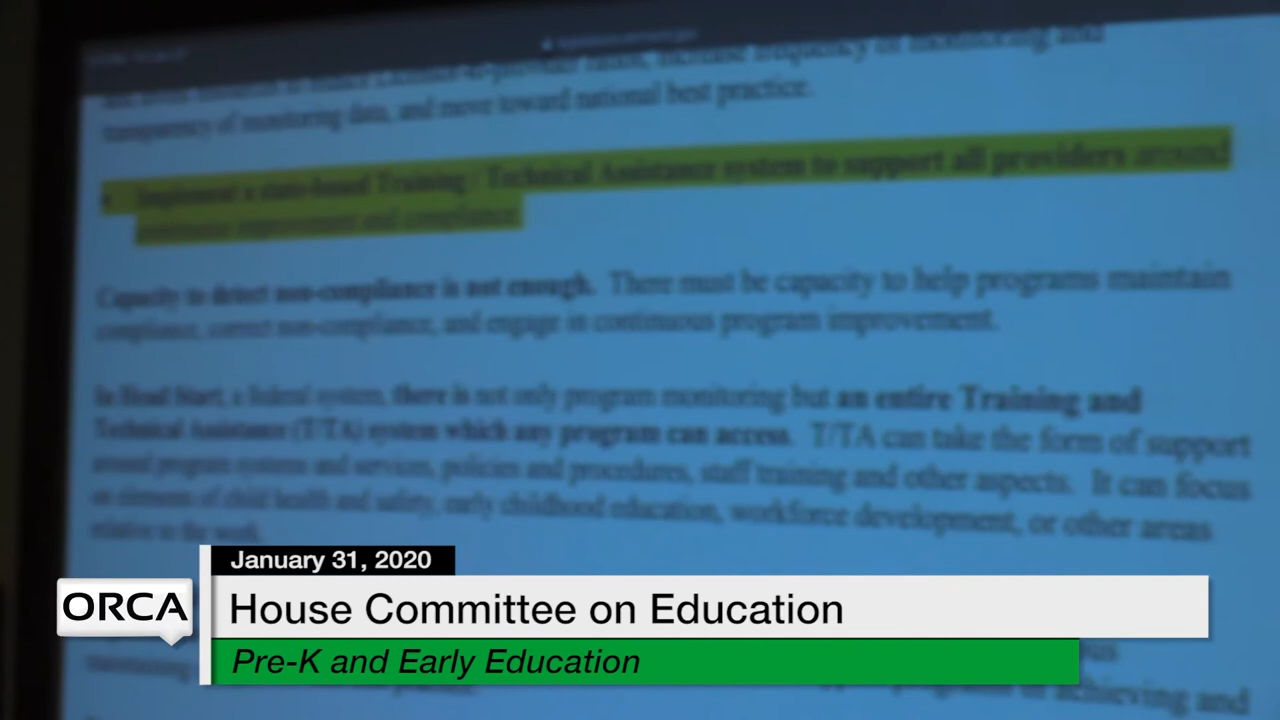 transparency of monitoring data, and move toward national best practice.
• Implement a state-based Training / Technical Assistance system to support all providers around
continuous improvement and compliance.
Capacity to detect non-compliance is not enough. There must be capacity to help programs maintain
compliance, correct non-compliance, and engage in continuous program improvement.
In Head Start, a federal system, there is not only program monitoring but an entire Training and
Technical Assistance (T/TA) system which any program can access. T/TA can take the form of support
around program systems and services, policies and procedures, staff training and other aspects. It can focus
on elements of child health and safety, early childhood education, workforce development, or other areas
relative to the work.
January 31, 2020
ORCA
House Committee on Education
Pre-K and Early Education
in achieving and